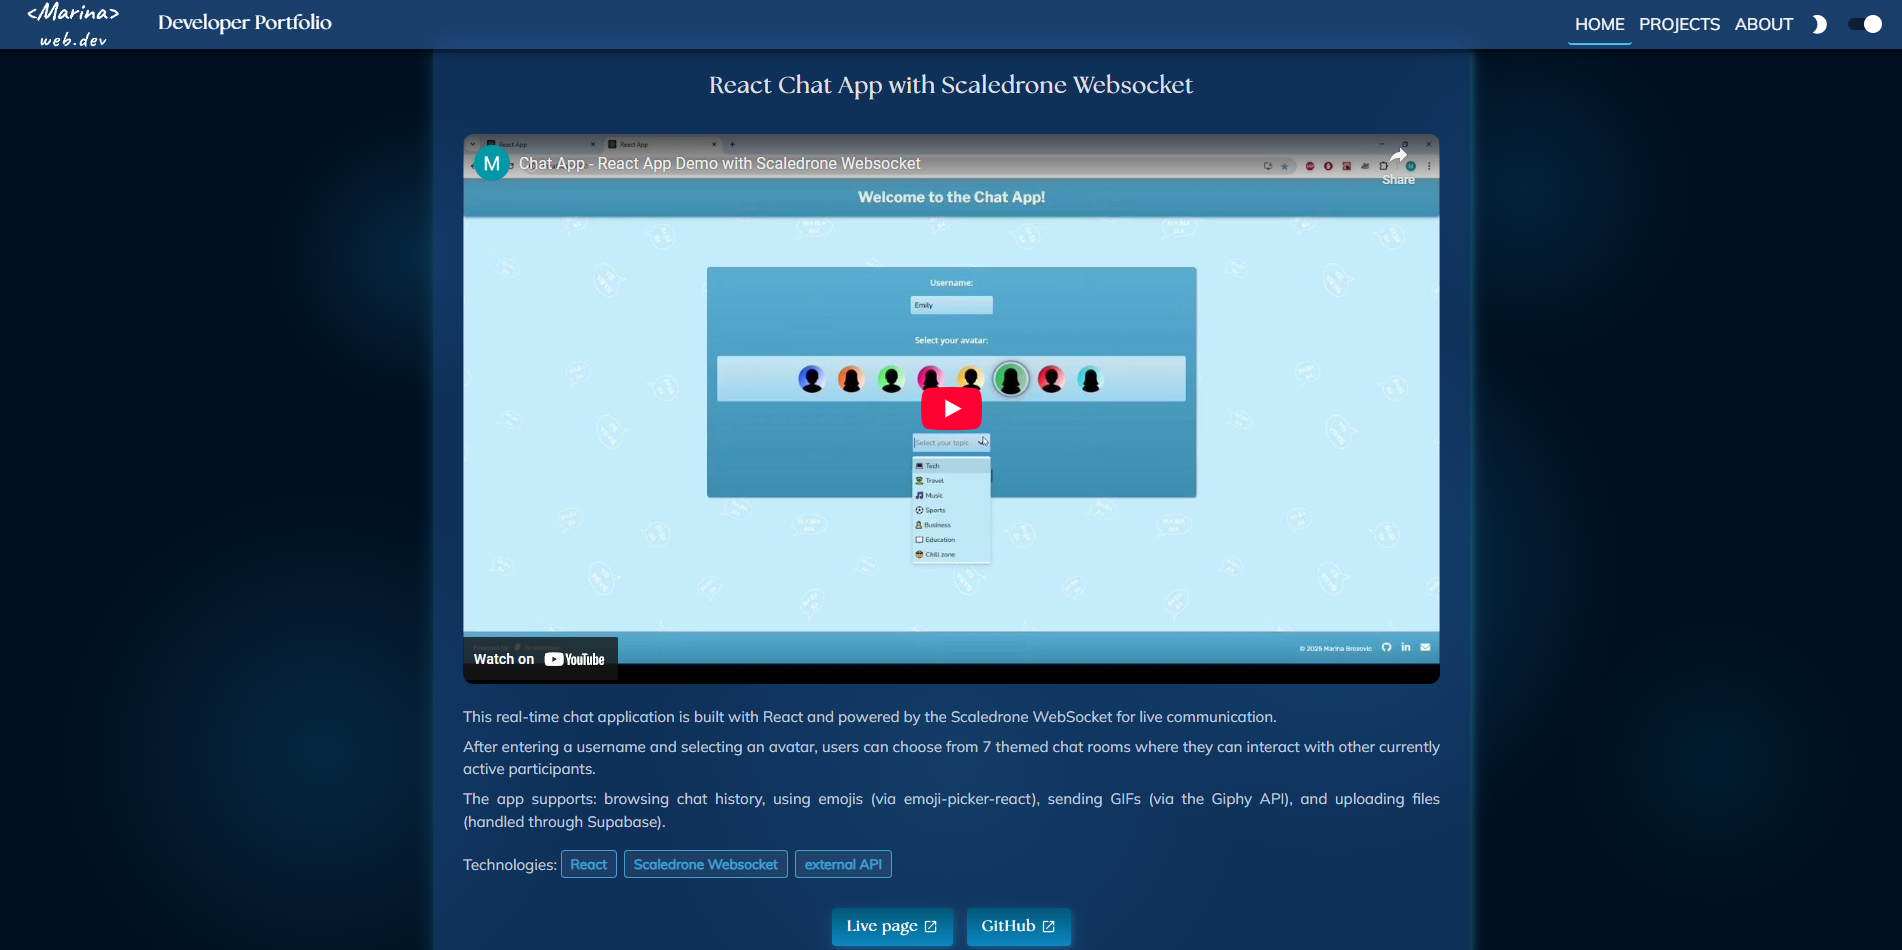 <Marina>
web.dev
Developer Portfolio
HOME PROJECTS ABOUT
React Chat App with Scaledrone Websocket
React App
React App
M
Chat App - React App Demo with Scaledrone Websocket
Share
Welcome to the Chat App!
Username:
Emily
Select your avatar:
Select your topic
Tech
Travel
Music
Sports
Business
Education
Chill zone
© 2025 Marina Brozovic
Watch on YouTube
This real-time chat application is built with React and powered by the Scaledrone WebSocket for live communication.
After entering a username and selecting an avatar, users can choose from 7 themed chat rooms where they can interact with other currently
active participants.
The app supports: browsing chat history, using emojis (via emoji-picker-react), sending GIFs (via the Giphy API), and uploading files
(handled through Supabase).
Technologies: React Scaledrone Websocket external API
Live page GitHub